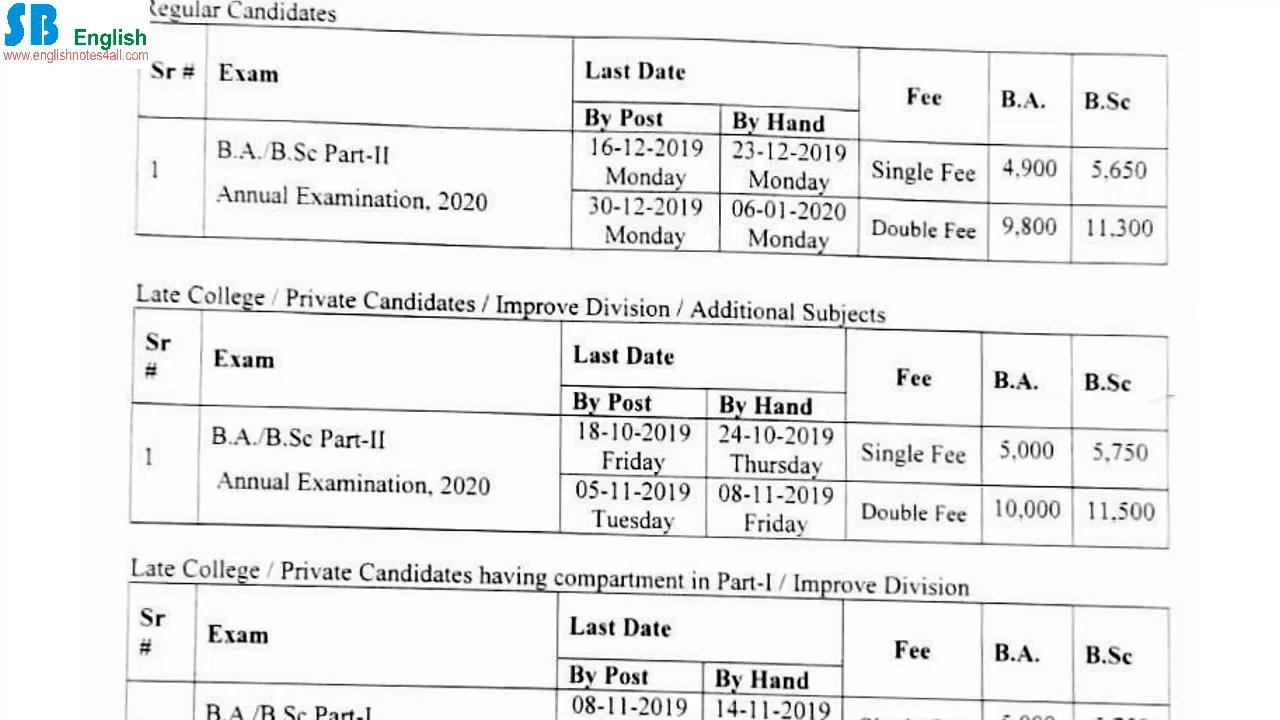 SB English
www.englishnotes4all.com
Regular Candidates
Sr # Exam Last Date Fee B.A. B.Sc
By Post By Hand
1 B.A./B.Sc Part-II Annual Examination, 2020 16-12-2019 Monday 23-12-2019 Monday Single Fee 4,900 5,650
30-12-2019 Monday 06-01-2020 Monday Double Fee 9,800 11,300
Late College / Private Candidates / Improve Division / Additional Subjects
Sr # Exam Last Date Fee B.A. B.Sc
By Post By Hand
1 B.A./B.Sc Part-II Annual Examination, 2020 18-10-2019 Friday 24-10-2019 Thursday Single Fee 5,000 5,750
05-11-2019 Tuesday 08-11-2019 Friday Double Fee 10,000 11,500
Late College / Private Candidates having compartment in Part-I / Improve Division
Sr # Exam Last Date Fee B.A. B.Sc
By Post By Hand
B.A./B.Sc Part-I 08-11-2019 14-11-2019